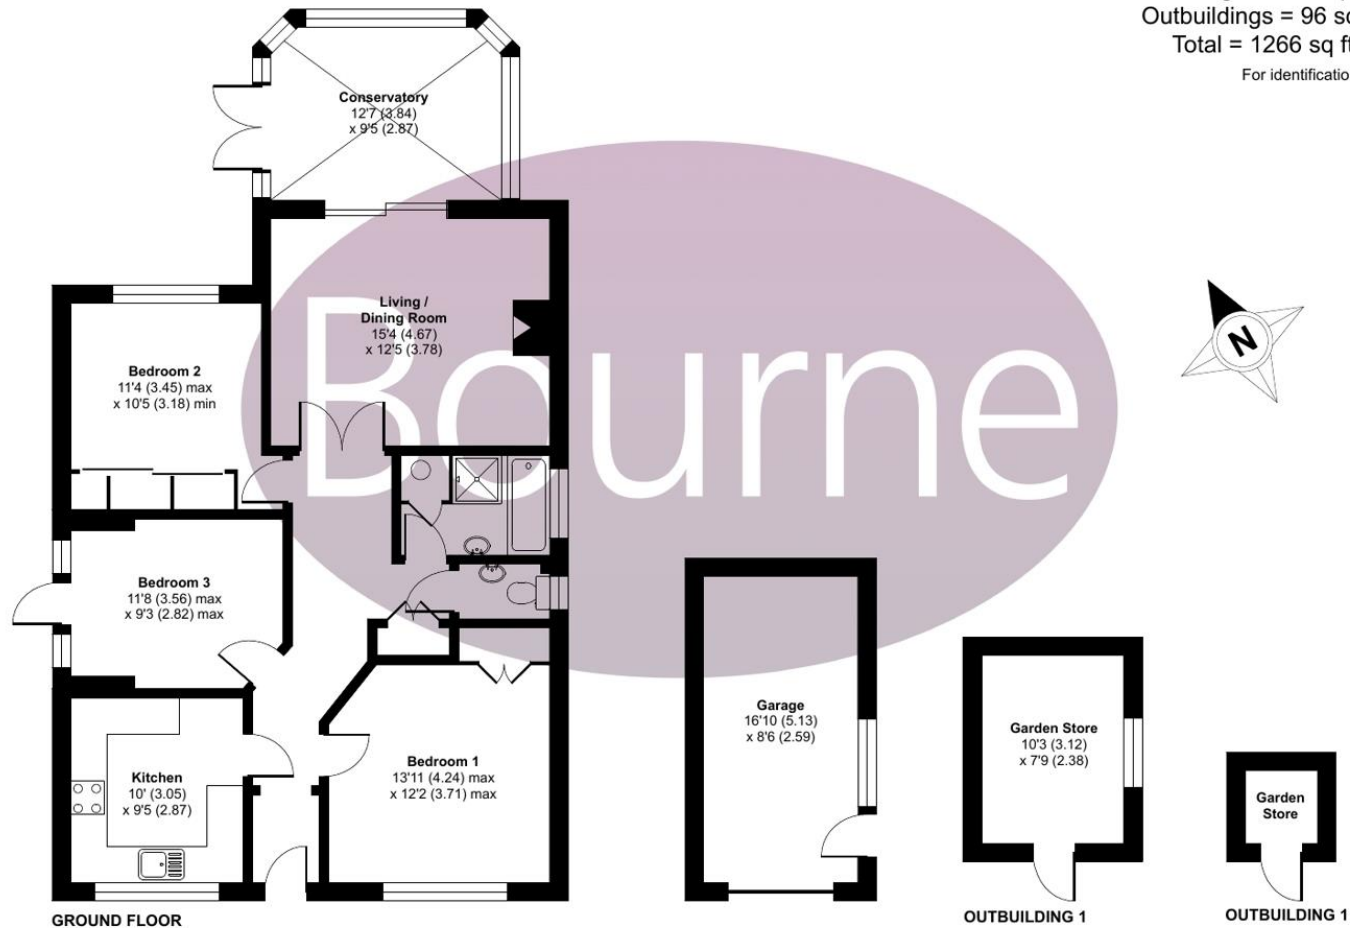 Outbuildings = 96 sq
Total = 1266 sq ft
For identificatio
Conservatory
12'7 (3.84)
x 9'5 (2.87)
Living /
Dining Room
15'4 (4.67)
x 12'5 (3.78)
Bedroom 2
11'4 (3.45) max
x 10'5 (3.18) min
N
Bourne
Bedroom 3
11'8 (3.56) max
x 9'3 (2.82) max
Kitchen
10' (3.05)
x 9'5 (2.87)
Bedroom 1
13'11 (4.24) max
x 12'2 (3.71) max
Garage
16'10 (5.13)
x 8'6 (2.59)
Garden Store
10'3 (3.12)
x 7'9 (2.38)
Garden
Store
GROUND FLOOR
OUTBUILDING 1
OUTBUILDING 1